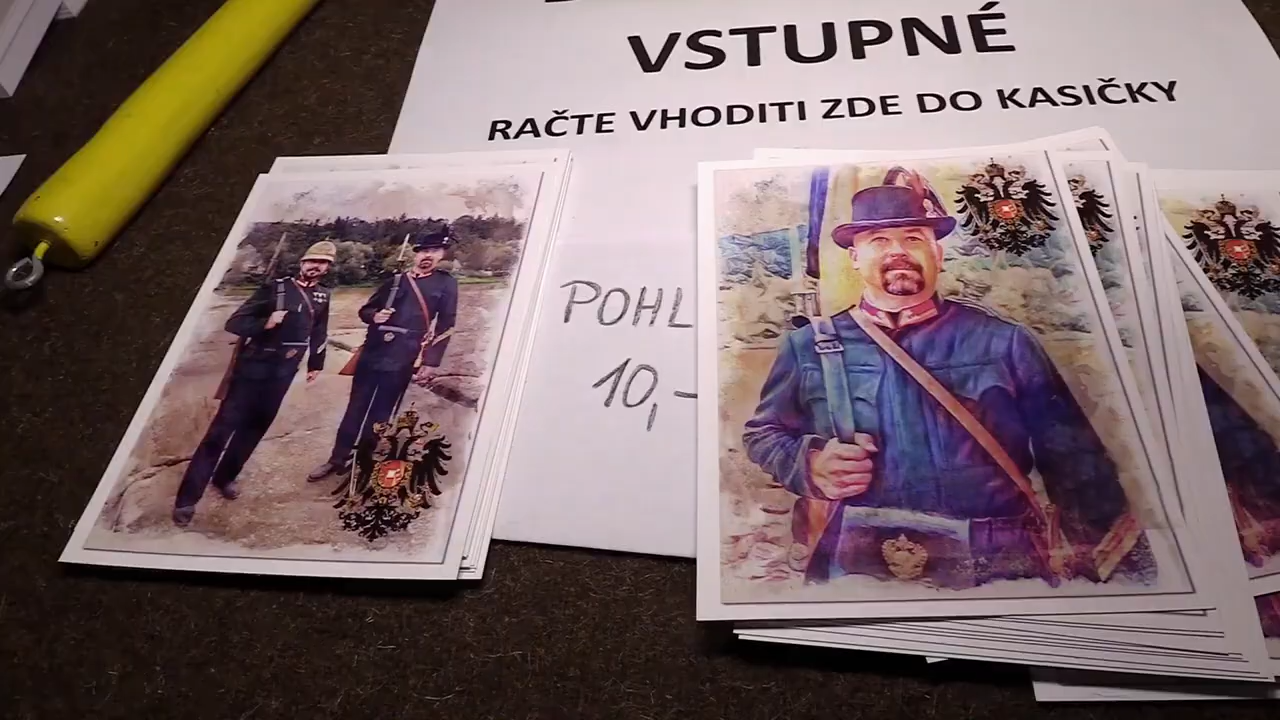 VSTUPNÉ
RAČTE VHODITI ZDE DO KASIČKY
POHL
10,-